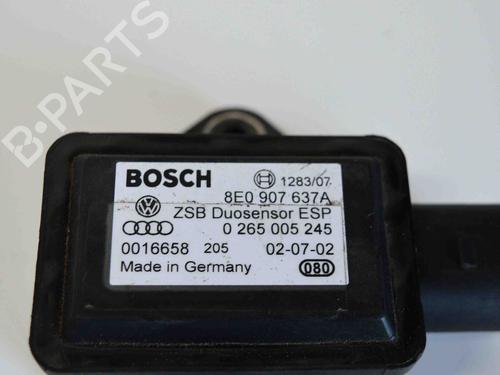 BOSCH 1283/07
8E0 907 637A
ZSB Duosensor ESP
0 265 005 245
0016658 205 02-07-02
Made in Germany 080
B-PARTS